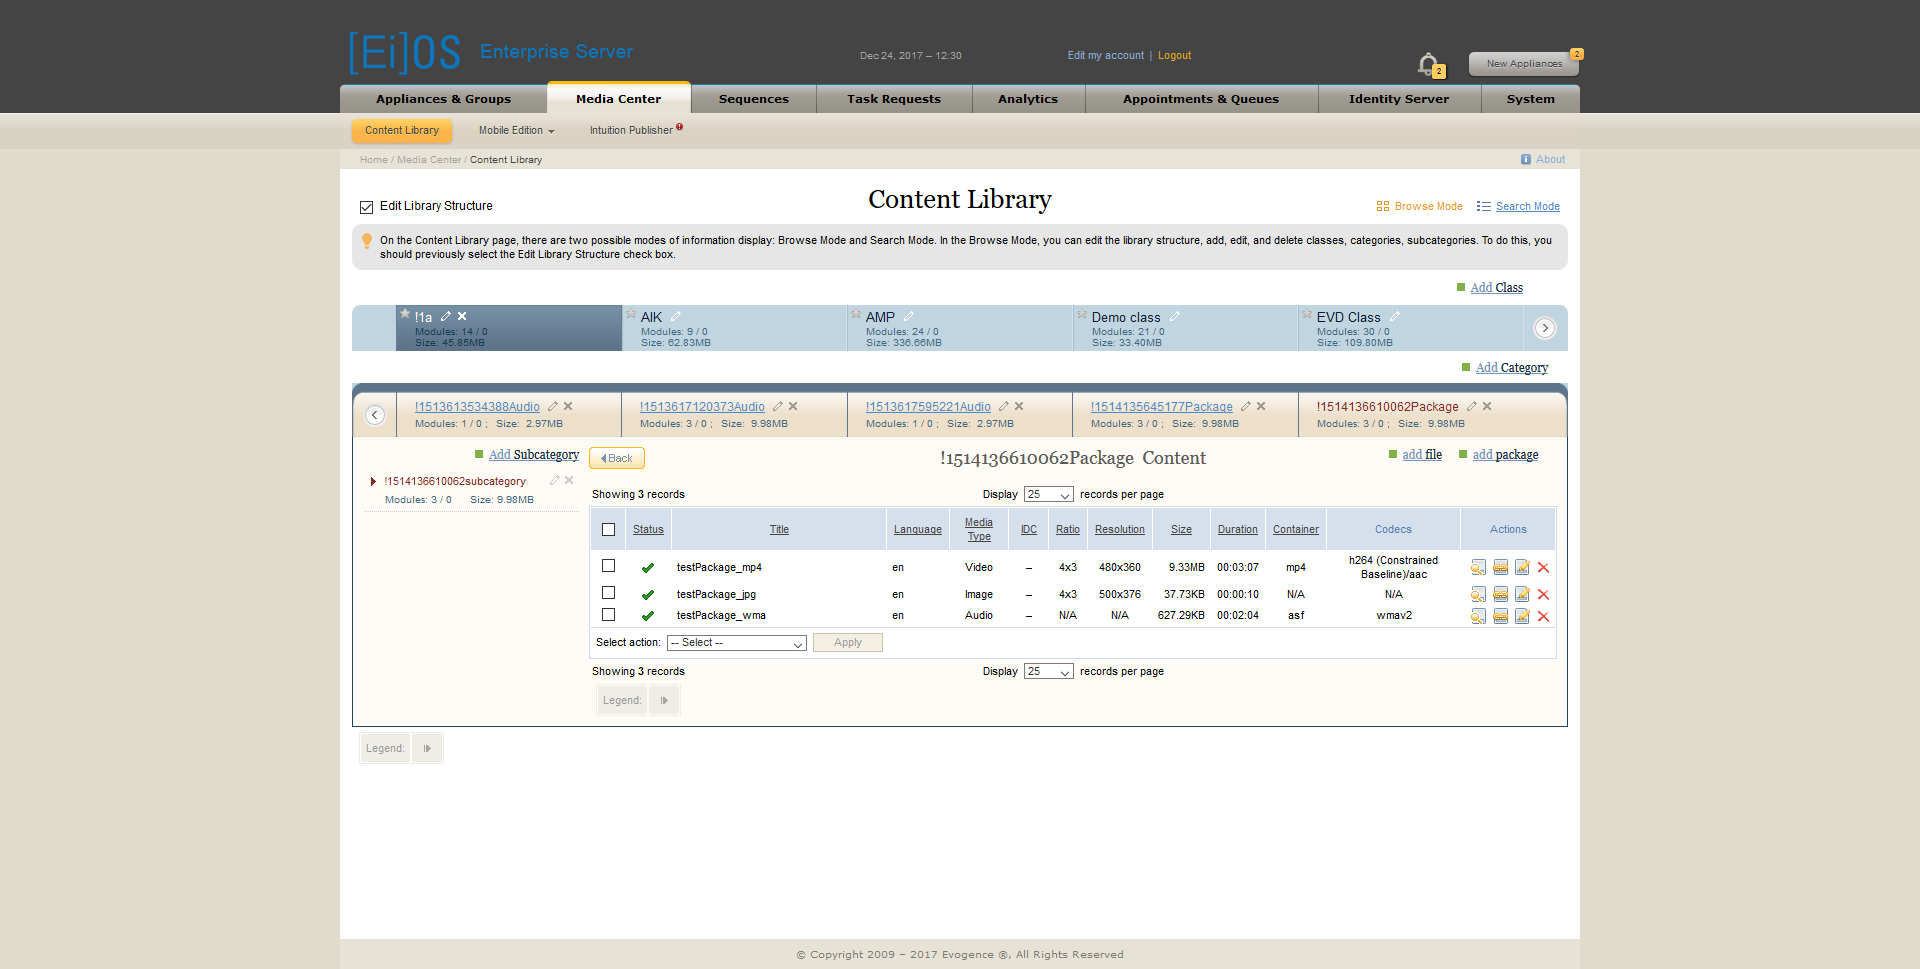 [Ei]OS Enterprise Server
Dec 24, 2017 – 12:30
Edit my account | Logout
2
New Appliances 2
Appliances & Groups Media Center Sequences Task Requests Analytics Appointments & Queues Identity Server System
Content Library Mobile Edition Intuition Publisher
Home / Media Center / Content Library
About
Edit Library Structure
Content Library
Browse Mode Search Mode
On the Content Library page, there are two possible modes of information display: Browse Mode and Search Mode. In the Browse Mode, you can edit the library structure, add, edit, and delete classes, categories, subcategories. To do this, you
should previously select the Edit Library Structure check box.
Add Class
!1a AIK AMP Demo class EVD Class
Modules: 14 / 0 Modules: 9 / 0 Modules: 24 / 0 Modules: 21 / 0 Modules: 30 / 0
Size: 45.85MB Size: 62.83MB Size: 336.66MB Size: 33.40MB Size: 109.80MB
Add Category
!1513613534388Audio !1513617120373Audio !1513617595221Audio !1514135645177Package !1514136610062Package
Modules: 1 / 0 ; Size: 2.97MB Modules: 3 / 0 ; Size: 9.98MB Modules: 1 / 0 ; Size: 2.97MB Modules: 3 / 0 ; Size: 9.98MB Modules: 3 / 0 ; Size: 9.98MB
Add Subcategory
!1514136610062subcategory
Modules: 3 / 0 Size: 9.98MB
Back
!1514136610062Package Content
add file add package
Showing 3 records
Display 25 records per page
Status Title Language Media Type IDC Ratio Resolution Size Duration Container Codecs Actions
testPackage_mp4 en Video – 4x3 480x360 9.33MB 00:03:07 mp4 h264 (Constrained Baseline)/aac
testPackage_jpg en Image – 4x3 500x376 37.73KB 00:00:10 N/A N/A
testPackage_wma en Audio – N/A N/A 627.29KB 00:02:04 asf wmav2
Select action: -- Select -- Apply
Showing 3 records
Display 25 records per page
Legend:
Legend:
© Copyright 2009 – 2017 Evogence ®, All Rights Reserved